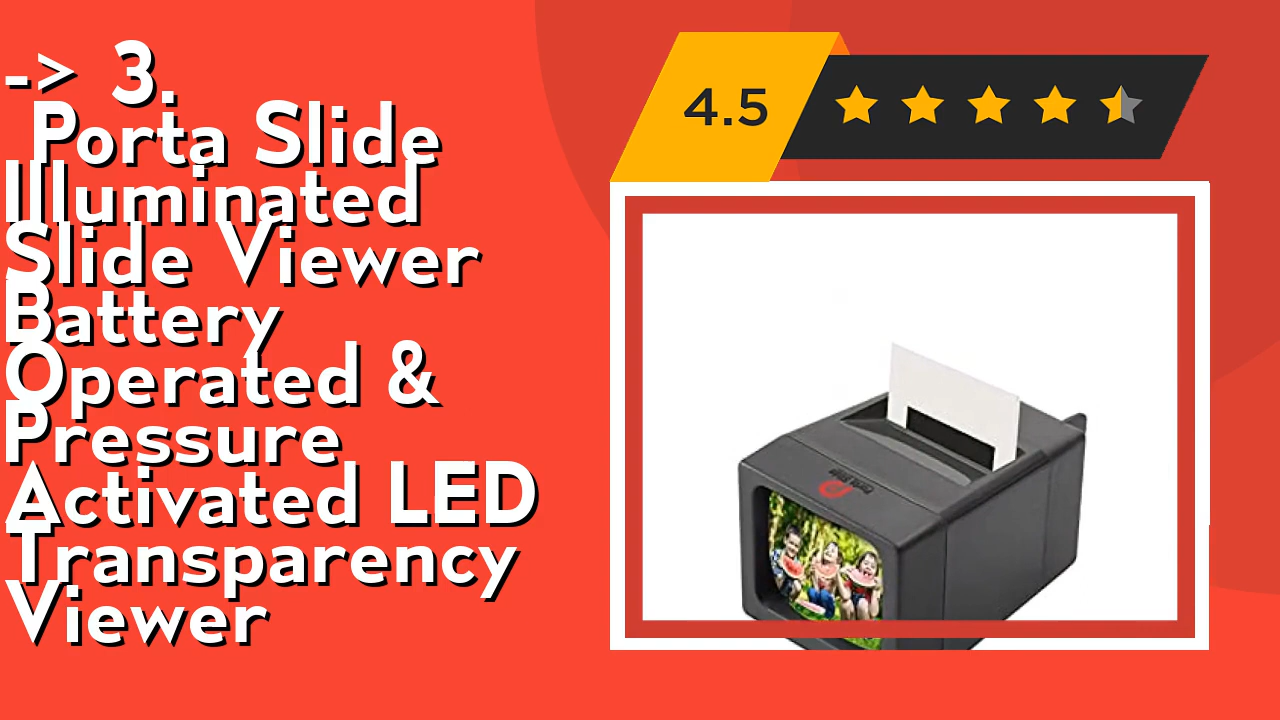 -> 3.
Porta Slide
Illuminated
Slide Viewer
Battery
Operated &
Pressure
Activated LED
Transparency
Viewer
4.5